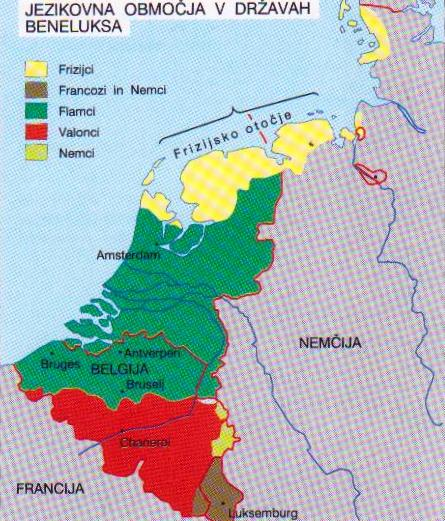 JEZIKOVNA OBMOČJA V DRŽAVAH
BENELUKSA
Frizijci
Francozi in Nemci
Flamci
Valonci
Nemci
Frizijsko otočje
Amsterdam
NEMČIJA
Bruges
Antverpen
BELGIJA
Bruselj
Charleroi
FRANCIJA
Luksemburg